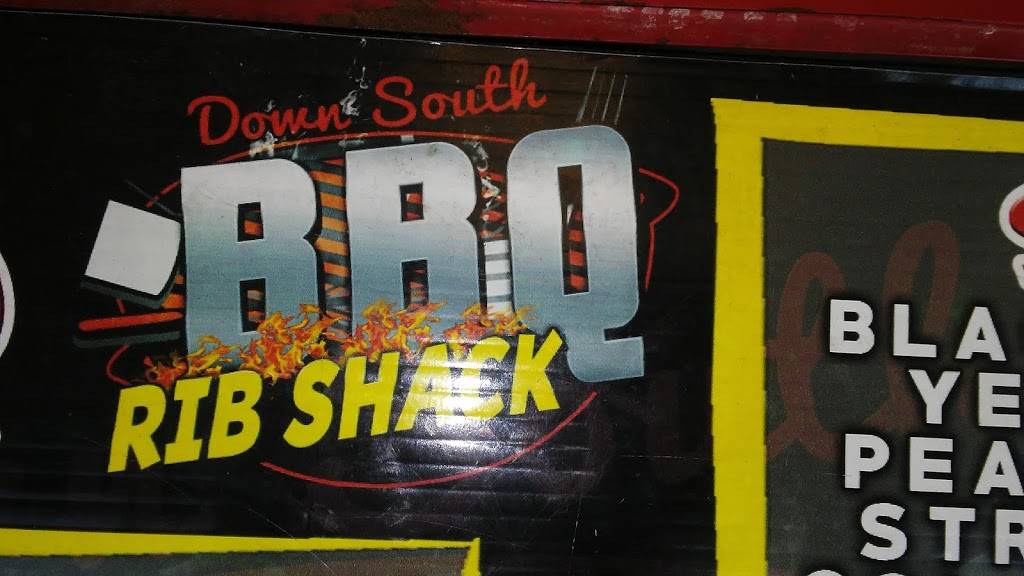 Down South
BBQ
RIB SHACK
BLA
YE
PEA
STR